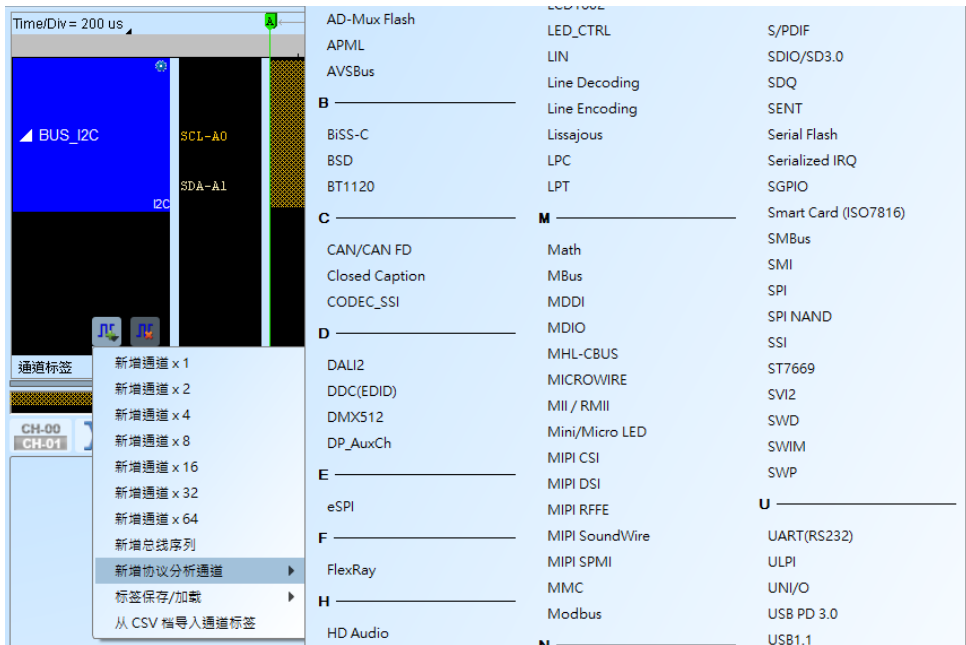 Time/Div = 200 us
A
BUS_I2C
I2C
SCL-A0
SDA-A1
通道标签
CH-00
CH-01
新增通道 x 1
新增通道 x 2
新增通道 x 4
新增通道 x 8
新增通道 x 16
新增通道 x 32
新增通道 x 64
新增总线序列
新增协议分析通道
标签保存/加载
从 CSV 档导入通道标签
AD-Mux Flash
APML
AVSBus
B
BiSS-C
BSD
BT1120
C
CAN/CAN FD
Closed Caption
CODEC_SSI
D
DALI2
DDC(EDID)
DMX512
DP_AuxCh
E
eSPI
F
FlexRay
H
HD Audio
LCD1602
LED_CTRL
LIN
Line Decoding
Line Encoding
Lissajous
LPC
LPT
M
Math
MBus
MDDI
MDIO
MHL-CBUS
MICROWIRE
MII / RMII
Mini/Micro LED
MIPI CSI
MIPI DSI
MIPI RFFE
MIPI SoundWire
MIPI SPMI
MMC
Modbus
N
S/PDIF
SDIO/SD3.0
SDQ
SENT
Serial Flash
Serialized IRQ
SGPIO
Smart Card (ISO7816)
SMBus
SMI
SPI
SPI NAND
SSI
ST7669
SVI2
SWD
SWIM
SWP
U
UART(RS232)
ULPI
UNI/O
USB PD 3.0
USB1.1